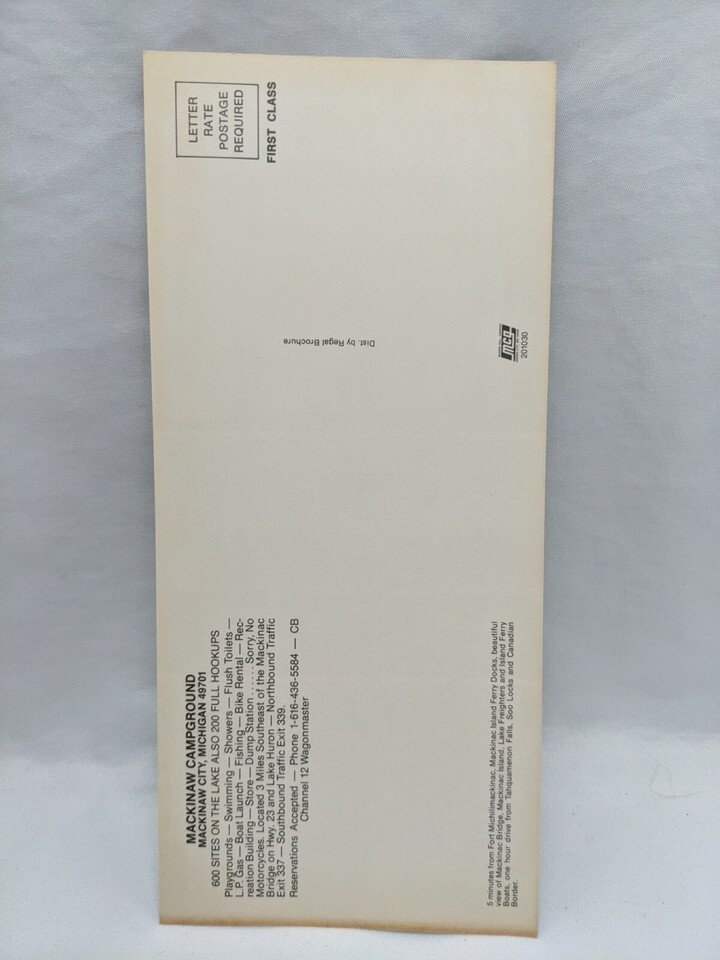 MACKINAW CAMPGROUND
MACKINAW CITY, MICHIGAN 49701
600 SITES ON THE LAKE ALSO 200 FULL HOOKUPS
Playgrounds — Swimming — Showers — Flush Toilets —
L.P. Gas — Boat Launch — Fishing — Bike Rental — Rec-
reation Building — Store — Dump Station . . . . . . Sorry, No
Motorcycles. Located 3 Miles Southeast of the Mackinac
Bridge on Hwy. 23 and Lake Huron — Northbound Traffic
Exit 337 — Southbound Traffic Exit 339.
Reservations Accepted — Phone 1-616-436-5584 — CB
Channel 12 Wagonmaster
5 minutes from Fort Michilimackinac, Mackinac Island Ferry Docks, beautiful
view of Mackinac Bridge, Mackinac Island, Lake Freighters and Island Ferry
Boats, one hour drive from Tahquamenon Falls, Soo Locks and Canadian
Border.
Dist. by Regal Brochure
LETTER
RATE
POSTAGE
REQUIRED
FIRST CLASS
201030